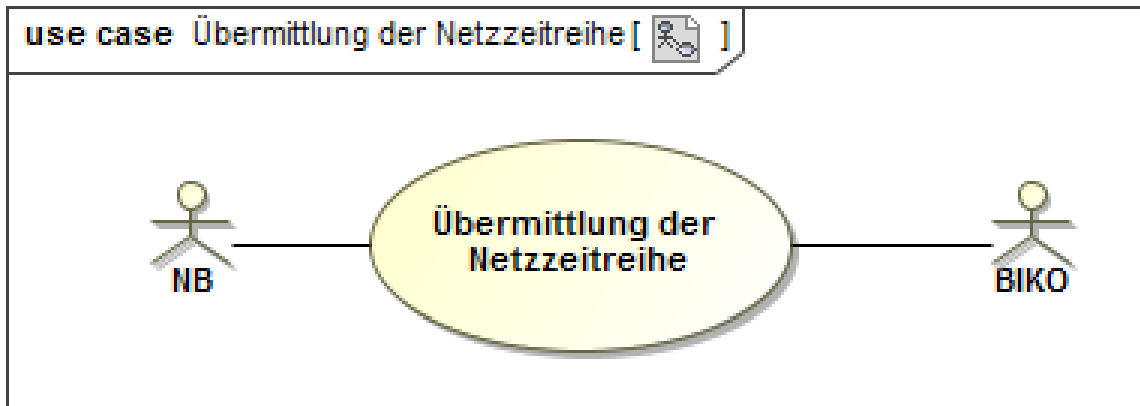 use case Übermittlung der Netzzeitreihe [ ]
Übermittlung der
Netzzeitreihe
NB
BIKO